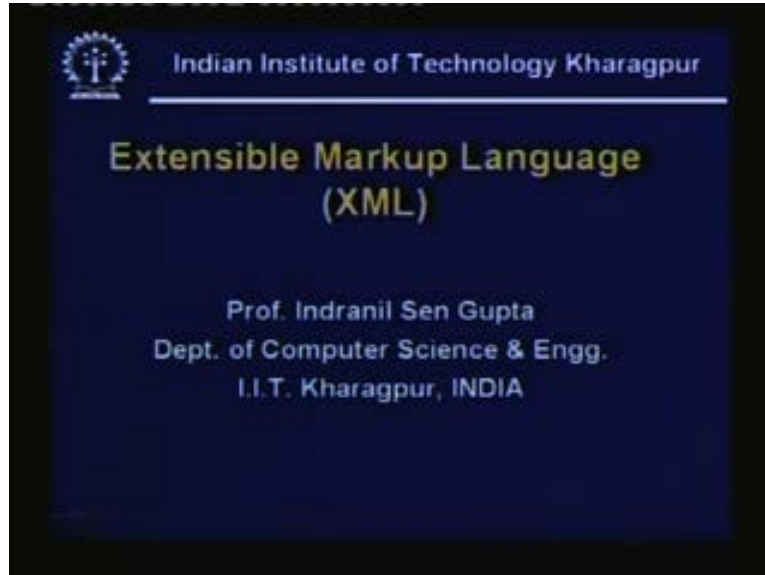 Indian Institute of Technology Kharagpur
Extensible Markup Language
(XML)
Prof. Indranil Sen Gupta
Dept. of Computer Science & Engg.
I.I.T. Kharagpur, INDIA